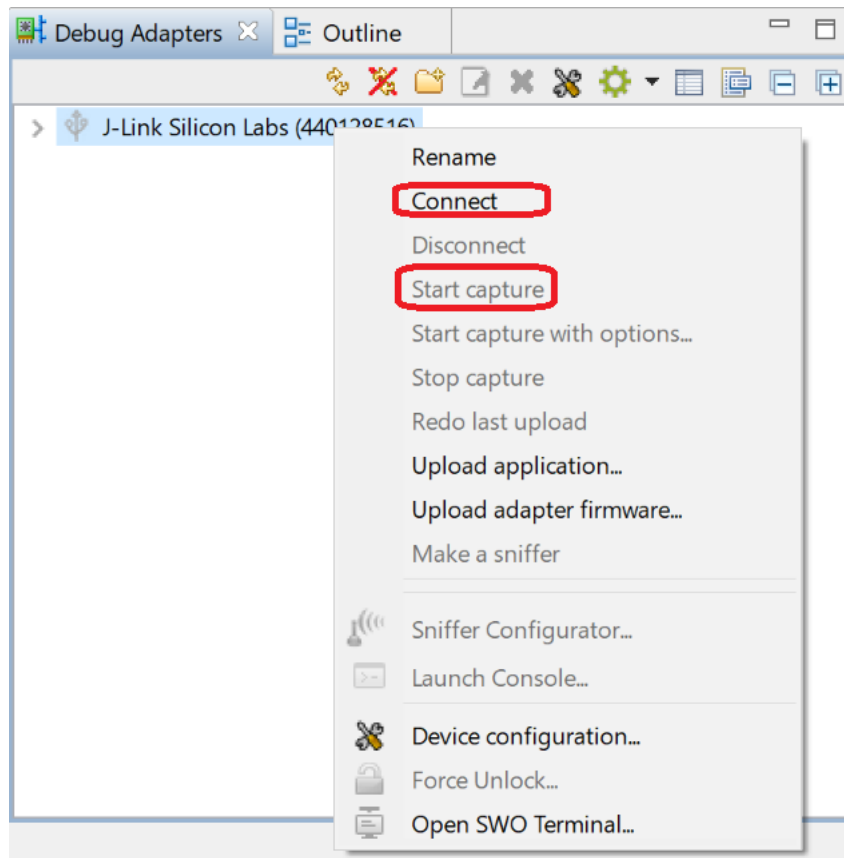 Debug Adapters Outline
J-Link Silicon Labs (440128516)
Rename
Connect
Disconnect
Start capture
Start capture with options...
Stop capture
Redo last upload
Upload application...
Upload adapter firmware...
Make a sniffer
Sniffer Configurator...
Launch Console...
Device configuration...
Force Unlock...
Open SWO Terminal...